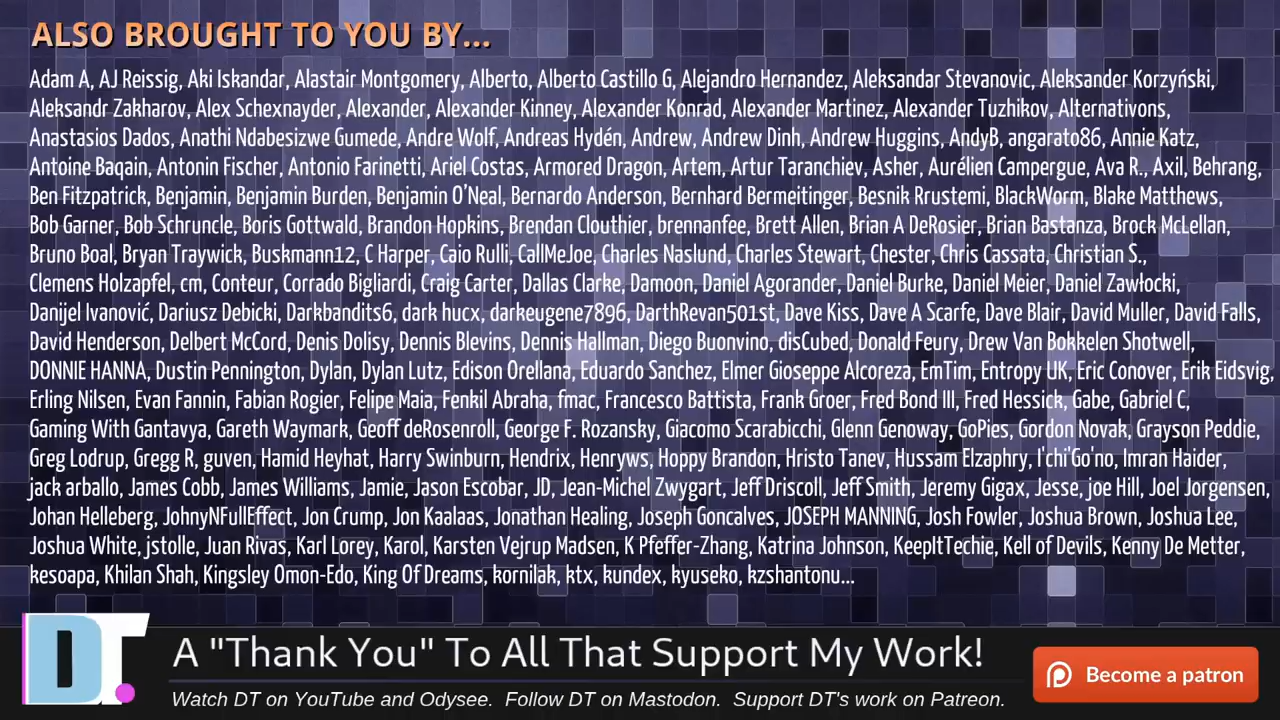 ALSO BROUGHT TO YOU BY...
Adam A, AJ Reissig, Aki Iskandar, Alastair Montgomery, Alberto, Alberto Castillo G, Alejandro Hernandez, Aleksandar Stevanovic, Aleksander Korzyński,
Aleksandr Zakharov, Alex Schexnayder, Alexander, Alexander Kinney, Alexander Konrad, Alexander Martinez, Alexander Tuzhikov, Alternativons,
Anastasios Dados, Anathi Ndabesizwe Gumede, Andre Wolf, Andreas Hydén, Andrew, Andrew Dinh, Andrew Huggins, AndyB, angarato86, Annie Katz,
Antoine Baqain, Antonin Fischer, Antonio Farinetti, Ariel Costas, Armored Dragon, Artem, Artur Taranchiev, Asher, Aurélien Campergue, Ava R., Axil, Behrang,
Ben Fitzpatrick, Benjamin, Benjamin Burden, Benjamin O'Neal, Bernardo Anderson, Bernhard Bermeitinger, Besnik Rrustemi, BlackWorm, Blake Matthews,
Bob Garner, Bob Schruncle, Boris Gottwald, Brandon Hopkins, Brendan Clouthier, brennanfee, Brett Allen, Brian A DeRosier, Brian Bastanza, Brock McLellan,
Bruno Boal, Bryan Traywick, Buskmann12, C Harper, Caio Rulli, CallMeJoe, Charles Naslund, Charles Stewart, Chester, Chris Cassata, Christian S.,
Clemens Holzapfel, cm, Conteur, Corrado Bigliardi, Craig Carter, Dallas Clarke, Damoon, Daniel Agorander, Daniel Burke, Daniel Meier, Daniel Zawłocki,
Danijel Ivanović, Dariusz Debicki, Darkbandits6, dark hucx, darkeugene7896, DarthRevan501st, Dave Kiss, Dave A Scarfe, Dave Blair, David Muller, David Falls,
David Henderson, Delbert McCord, Denis Dolisy, Dennis Blevins, Dennis Hallman, Diego Buonvino, disCubed, Donald Feury, Drew Van Bokkelen Shotwell,
DONNIE HANNA, Dustin Pennington, Dylan, Dylan Lutz, Edison Orellana, Eduardo Sanchez, Elmer Gioseppe Alcoreza, EmTim, Entropy UK, Eric Conover, Erik Eidsvig,
Erling Nilsen, Evan Fannin, Fabian Rogier, Felipe Maia, Fenkil Abraha, fmac, Francesco Battista, Frank Groer, Fred Bond III, Fred Hessick, Gabe, Gabriel C,
Gaming With Gantavya, Gareth Waymark, Geoff deRosenroll, George F. Rozansky, Giacomo Scarabicchi, Glenn Genoway, GoPies, Gordon Novak, Grayson Peddie,
Greg Lodrup, Gregg R, guven, Hamid Heyhat, Harry Swinburn, Hendrix, Henryws, Hoppy Brandon, Hristo Tanev, Hussam Elzaphry, I'chi'Go'no, Imran Haider,
jack arballo, James Cobb, James Williams, Jamie, Jason Escobar, JD, Jean-Michel Zwygart, Jeff Driscoll, Jeff Smith, Jeremy Gigax, Jesse, joe Hill, Joel Jorgensen,
Johan Helleberg, JohnyNFullEffect, Jon Crump, Jon Kaalaas, Jonathan Healing, Joseph Goncalves, JOSEPH MANNING, Josh Fowler, Joshua Brown, Joshua Lee,
Joshua White, jstolle, Juan Rivas, Karl Lorey, Karol, Karsten Vejrup Madsen, K Pfeffer-Zhang, Katrina Johnson, KeepItTechie, Kell of Devils, Kenny De Metter,
kesoapa, Khilan Shah, Kingsley Omon-Edo, King Of Dreams, kornilak, ktx, kundex, kyuseko, kzshantonu...
DT
A "Thank You" To All That Support My Work!
Become a patron
Watch DT on YouTube and Odysee. Follow DT on Mastodon. Support DT's work on Patreon.